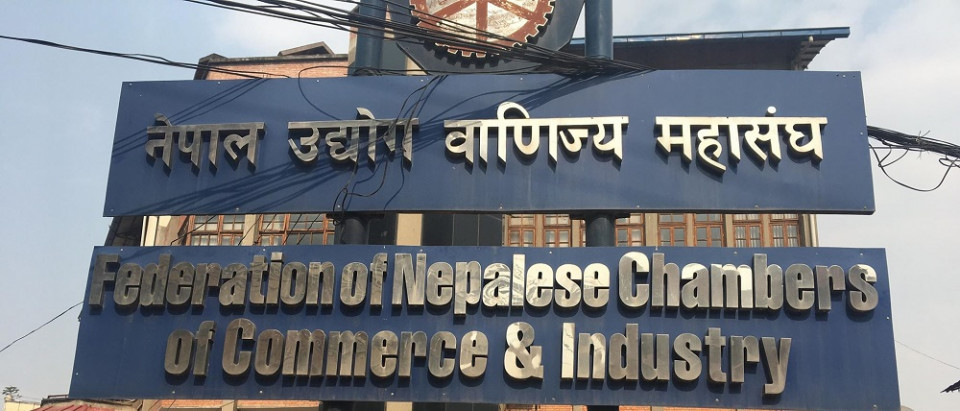 नेपाल उद्योग वाणिज्य महासंघ
Federation of Nepalese Chambers
of Commerce & Industry